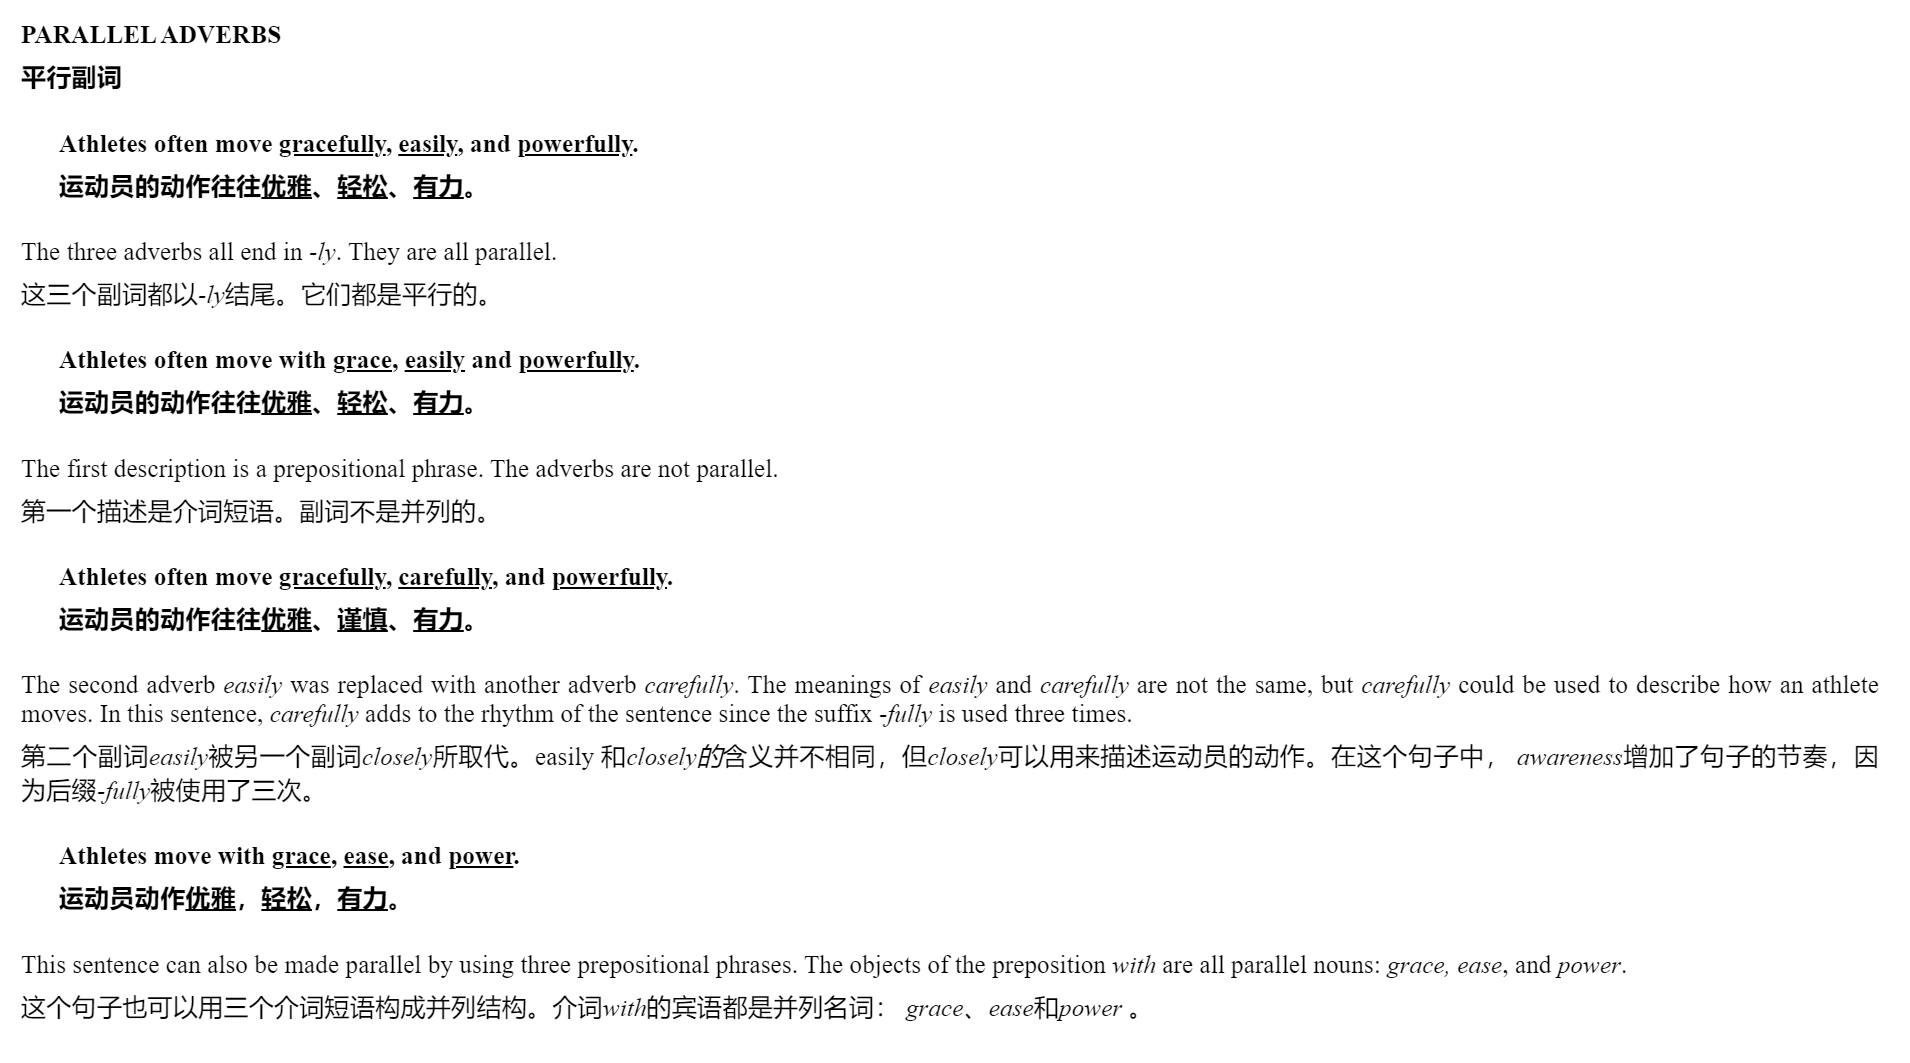 PARALLEL ADVERBS
平行副词
Athletes often move gracefully, easily, and powerfully.
运动员的动作往往优雅、轻松、有力。
The three adverbs all end in -ly. They are all parallel.
这三个副词都以-ly结尾。它们都是平行的。
Athletes often move with grace, easily and powerfully.
运动员的动作往往优雅、轻松、有力。
The first description is a prepositional phrase. The adverbs are not parallel.
第一个描述是介词短语。副词不是并列的。
Athletes often move gracefully, carefully, and powerfully.
运动员的动作往往优雅、谨慎、有力。
The second adverb easily was replaced with another adverb carefully. The meanings of easily and carefully are not the same, but carefully could be used to describe how an athlete
moves. In this sentence, carefully adds to the rhythm of the sentence since the suffix -fully is used three times.
第二个副词easily被另一个副词closely所取代。easily 和closely的含义并不相同，但closely可以用来描述运动员的动作。在这个句子中， awareness增加了句子的节奏，因
为后缀-fully被使用了三次。
Athletes move with grace, ease, and power.
运动员动作优雅，轻松，有力。
This sentence can also be made parallel by using three prepositional phrases. The objects of the preposition with are all parallel nouns: grace, ease, and power.
这个句子也可以用三个介词短语构成并列结构。介词with的宾语都是并列名词： grace、ease和power 。